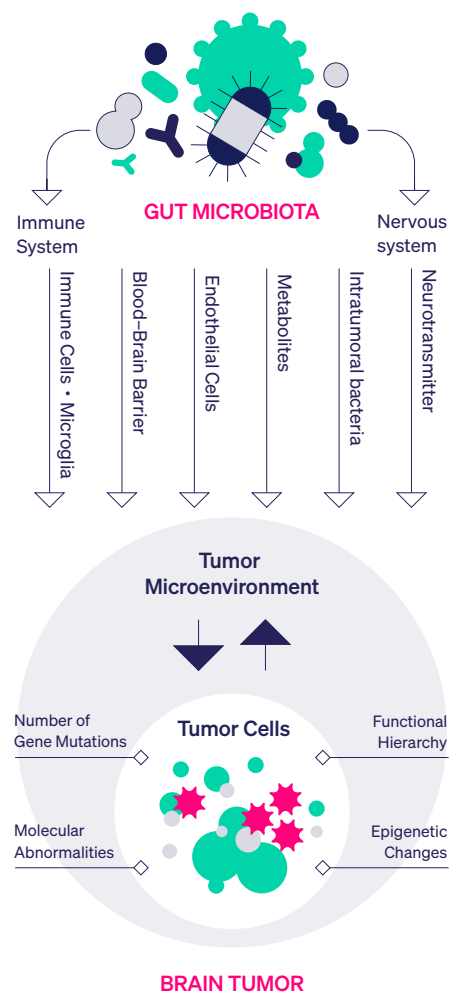 GUT MICROBIOTA
Immune
System
Nervous
system
Immune Cells • Microglia
Blood–Brain Barrier
Endothelial Cells
Metabolites
Intratumoral bacteria
Neurotransmitter
Tumor
Microenvironment
Number of
Gene Mutations
Tumor Cells
Functional
Hierarchy
Molecular
Abnormalities
Epigenetic
Changes
BRAIN TUMOR